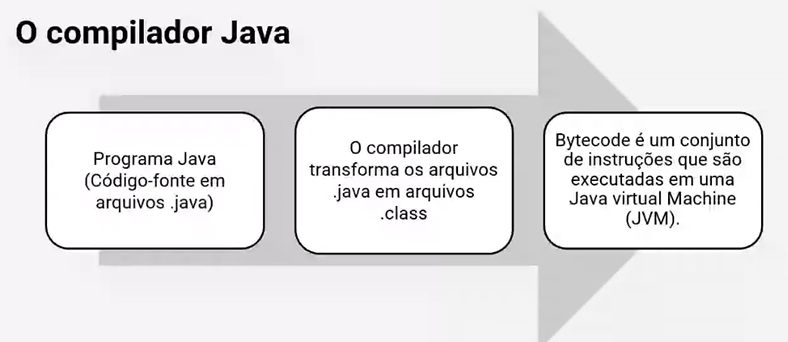 O compilador Java
Programa Java
(Código-fonte em
arquivos .java)
O compilador
transforma os arquivos
.java em arquivos
.class
Bytecode é um conjunto
de instruções que são
executadas em uma
Java virtual Machine
(JVM).